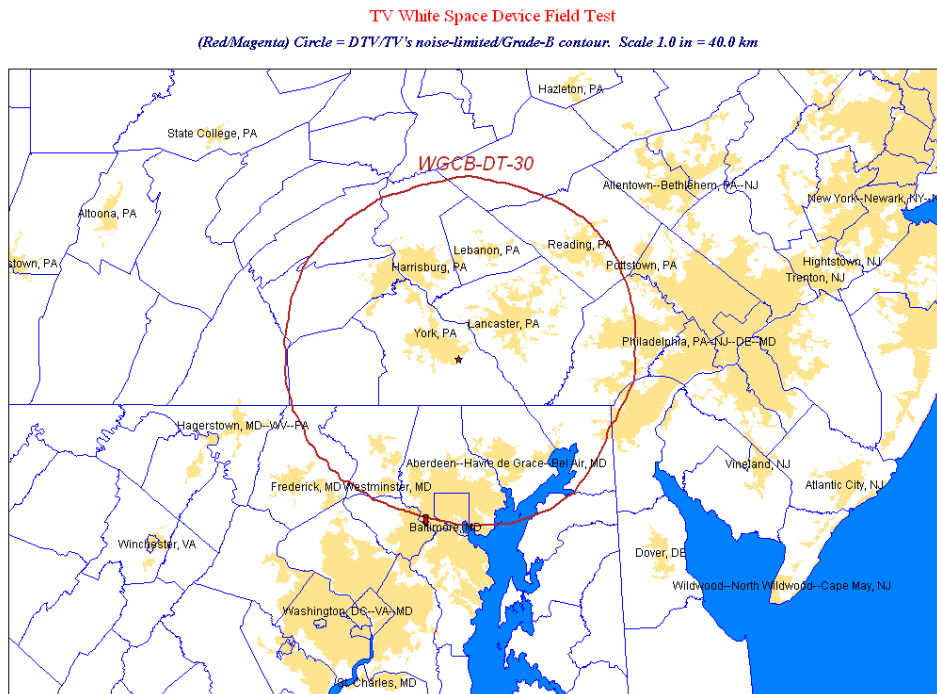 TV White Space Device Field Test
(Red/Magenta) Circle = DTV/TV's noise-limited/Grade-B contour. Scale 1.0 in = 40.0 km
Hazleton, PA
State College, PA
WGCB-DT-30
Allentown--Bethlehem, PA--NJ
New York--Newark, NY--
Altoona, PA
Lebanon, PA
Reading, PA
stown, PA
Harrisburg, PA
Pottstown, PA
Hightstown, NJ
Trenton, NJ
York, PA
Lancaster, PA
Philadelphia, PA--NJ--DE--MD
Hagerstown, MD--WV--PA
Aberdeen--Havre de Grace--Bel Air, MD
Vineland, NJ
Frederick, MD
Westminster, MD
Atlantic City, NJ
Baltimore, MD
Winchester, VA
Dover, DE
Wildwood--North Wildwood--Cape May, NJ
Washington, DC--VA--MD
St. Charles, MD